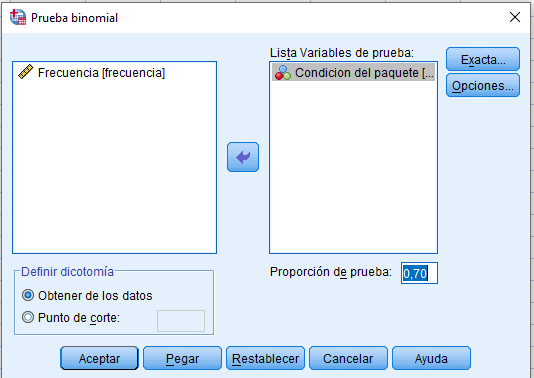 Prueba binomial
Lista Variables de prueba:
Frecuencia [frecuencia]
Condicion del paquete [...
Exacta...
Opciones...
Definir dicotomía
Obtener de los datos
Punto de corte:
Proporción de prueba: 0,70
Aceptar Pegar Restablecer Cancelar Ayuda